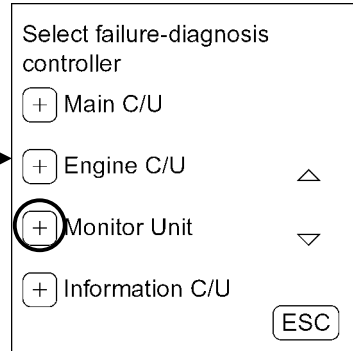 Select failure-diagnosis
controller
+ Main C/U
+ Engine C/U
+ Monitor Unit
+ Information C/U
ESC